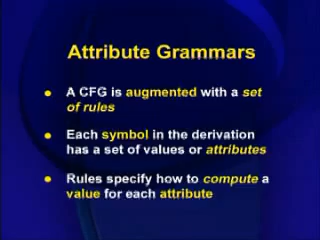 Attribute Grammars
A CFG is augmented with a set
of rules
Each symbol in the derivation
has a set of values or attributes
Rules specify how to compute a
value for each attribute